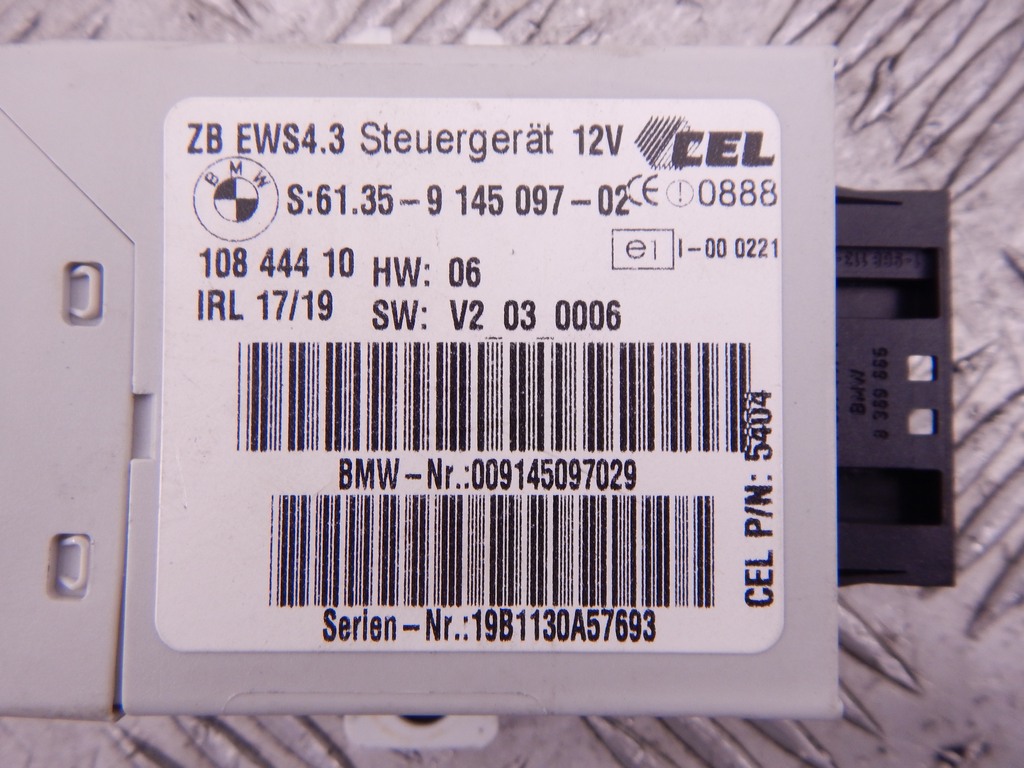 ZB EWS4.3 Steuergerät 12V
CEL
BMW
S:61.35-9 145 097-02
CE 0888
e1 I-00 0221
108 444 10
HW: 06
IRL 17/19
SW: V2 03 0006
BMW-Nr.:009145097029
Serien-Nr.:19B1130A57693
CEL P/N: 5404
BMW
8 369 666